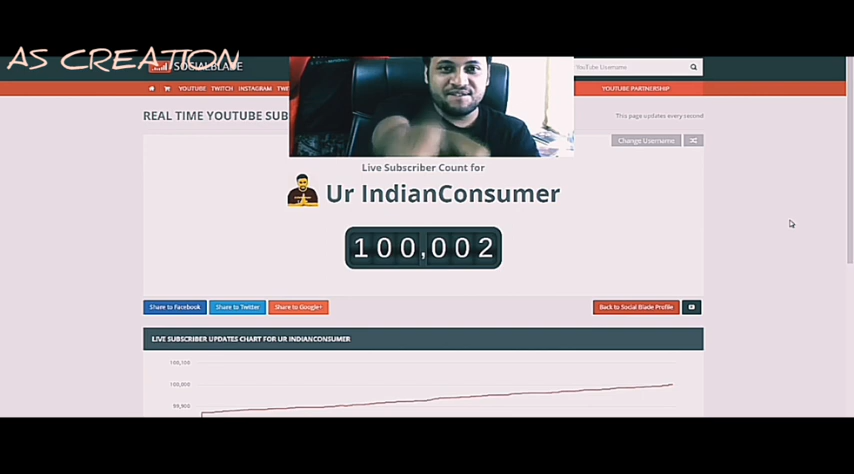 AS CREATION
SOCIALBLADE
YouTube Username
YOUTUBE TWITCH INSTAGRAM
YOUTUBE PARTNERSHIP
REAL TIME YOUTUBE SUB
This page updates every second
Change Username
Live Subscriber Count for
Ur IndianConsumer
100,002
Share to Facebook
Share to Twitter
Share to Google+
Back to Social Blade Profile
LIVE SUBSCRIBER UPDATES CHART FOR UR INDIANCONSUMER
100,100
100,000
99,900